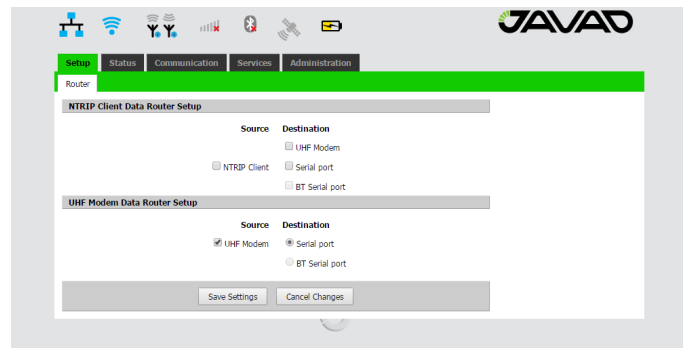 JAVAD
Setup Status Communication Services Administration
Router
NTRIP Client Data Router Setup
Source Destination
UHF Modem
NTRIP Client Serial port
BT Serial port
UHF Modem Data Router Setup
Source Destination
UHF Modem Serial port
BT Serial port
Save Settings Cancel Changes